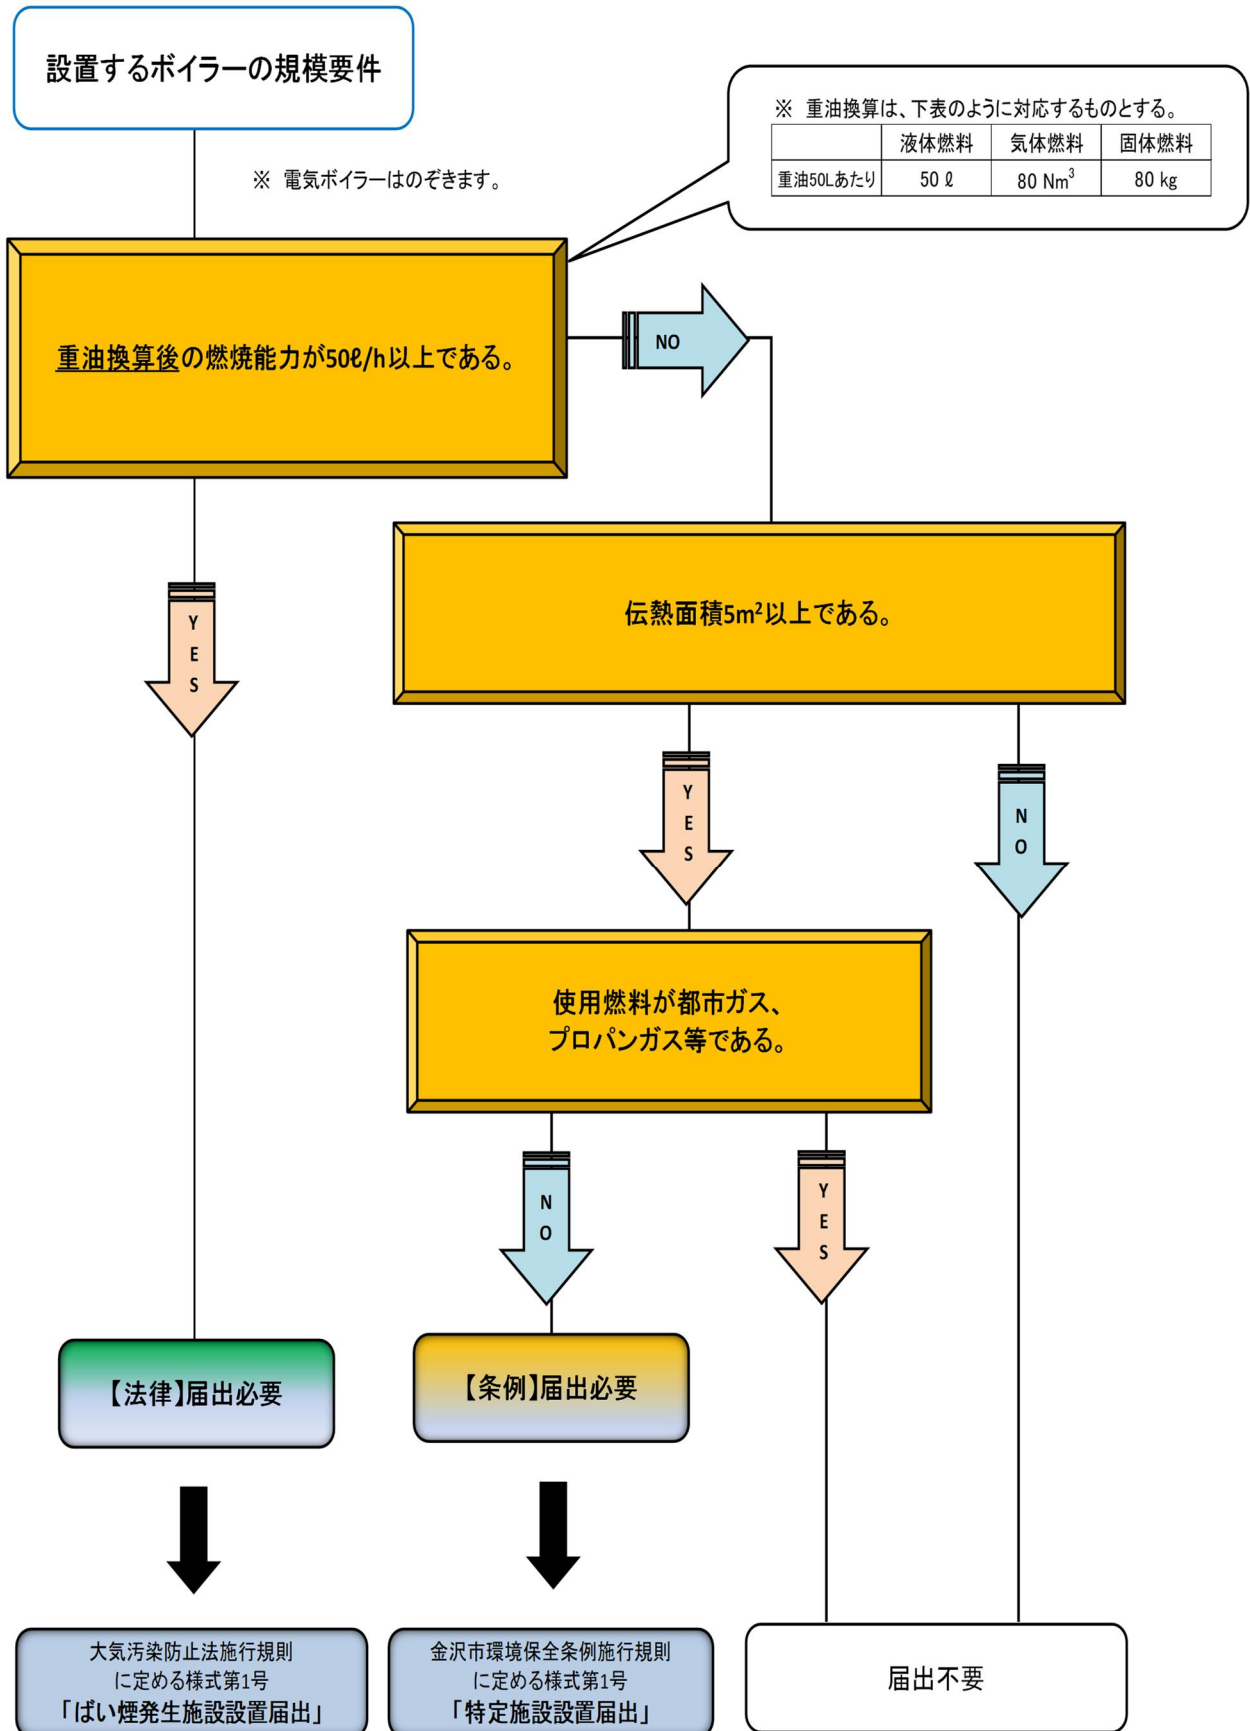 設置するボイラーの規模要件
※ 電気ボイラーはのぞきます。
※ 重油換算は、下表のように対応するものとする。
液体燃料 気体燃料 固体燃料
重油50Lあたり 50 ℓ 80 Nm³ 80 kg
重油換算後の燃焼能力が50ℓ/h以上である。
NO
YES
伝熱面積5m²以上である。
YES
NO
使用燃料が都市ガス、
プロパンガス等である。
NO
YES
【法律】届出必要
【条例】届出必要
大気汚染防止法施行規則
に定める様式第1号
「ばい煙発生施設設置届出」
金沢市環境保全条例施行規則
に定める様式第1号
「特定施設設置届出」
届出不要